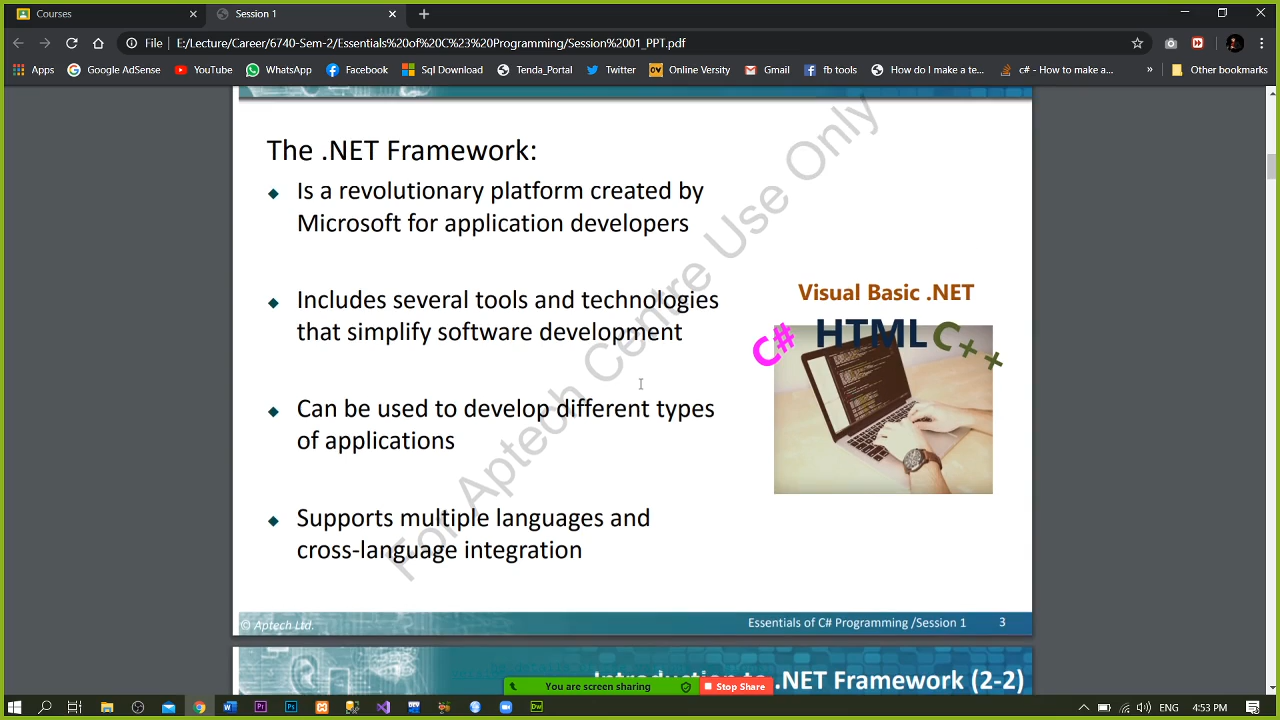 Courses
Session 1
File
E:/Lecture/Career/6740-Sem-2/Essentials%20of%20C%23%20Programming/Session%2001_PPT.pdf
Apps
Google AdSense
YouTube
WhatsApp
Facebook
Sql Download
Tenda_Portal
Twitter
OV Online Versity
Gmail
fb tools
How do I make a te...
c# - How to make a...
»
Other bookmarks
The .NET Framework:
Is a revolutionary platform created by
Microsoft for application developers
Includes several tools and technologies
that simplify software development
Can be used to develop different types
of applications
Supports multiple languages and
cross-language integration
Visual Basic .NET
C# HTML C++
For Aptech Centre Use Only
© Aptech Ltd.
Essentials of C# Programming /Session 1 3
Introduction to .NET Framework (2-2)
You are screen sharing
Stop Share
4:53 PM